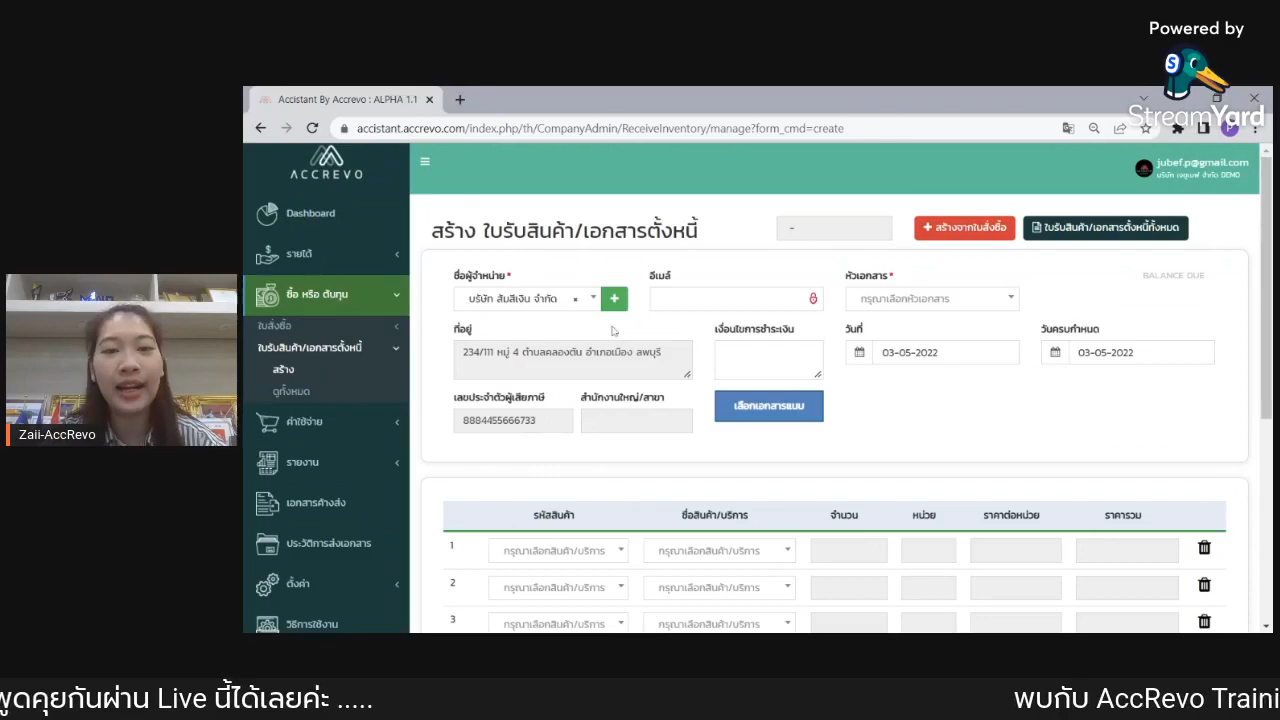 Powered by
StreamYard
Accistant By Accrevo : ALPHA 1.1
accistant.accrevo.com/index.php/th/CompanyAdmin/ReceiveInventory/manage?form_cmd=create
ACCREVO
jubef.p@gmail.com
บริษัท เจยูเบฟ จำกัด DEMO
Dashboard
รายได้
ซื้อ หรือ ต้นทุน
ใบสั่งซื้อ
ใบรับสินค้า/เอกสารตั้งหนี้
สร้าง
ดูทั้งหมด
ค่าใช้จ่าย
รายงาน
เอกสารค้างส่ง
ประวัติการส่งเอกสาร
ตั้งค่า
วิธีการใช้งาน
สร้าง ใบรับสินค้า/เอกสารตั้งหนี้
-
+ สร้างจากใบสั่งซื้อ
ใบรับสินค้า/เอกสารตั้งหนี้ทั้งหมด
ชื่อผู้จำหน่าย *
อีเมล์
หัวเอกสาร *
BALANCE DUE
บริษัท ส้มสีเงิน จำกัด ×
กรุณาเลือกหัวเอกสาร
ที่อยู่
เงื่อนไขการชำระเงิน
วันที่
วันครบกำหนด
234/111 หมู่ 4 ตำบลคลองตัน อำเภอเมือง ลพบุรี
03-05-2022
03-05-2022
เลขประจำตัวผู้เสียภาษี
สำนักงานใหญ่/สาขา
เลือกเอกสารแนบ
8884455666733
รหัสสินค้า
ชื่อสินค้า/บริการ
จำนวน
หน่วย
ราคาต่อหน่วย
ราคารวม
1
กรุณาเลือกสินค้า/บริการ
กรุณาเลือกสินค้า/บริการ
2
กรุณาเลือกสินค้า/บริการ
กรุณาเลือกสินค้า/บริการ
3
กรุณาเลือกสินค้า/บริการ
กรุณาเลือกสินค้า/บริการ
Zaii-AccRevo
พูดคุยกันผ่าน Live นี้ได้เลยค่ะ .....
พบกับ AccRevo Traini